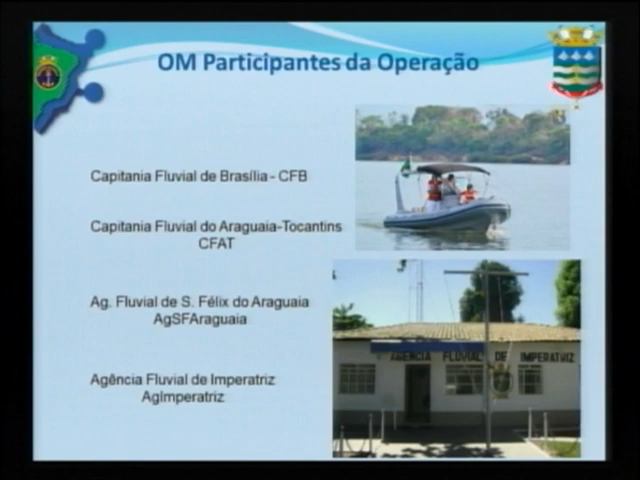 OM Participantes da Operação
Capitania Fluvial de Brasília - CFB
Capitania Fluvial do Araguaia-Tocantins
CFAT
Ag. Fluvial de S. Félix do Araguaia
AgSFAraguaia
Agência Fluvial de Imperatriz
AgImperatriz
AGÊNCIA FLUVIAL DE IMPERATRIZ